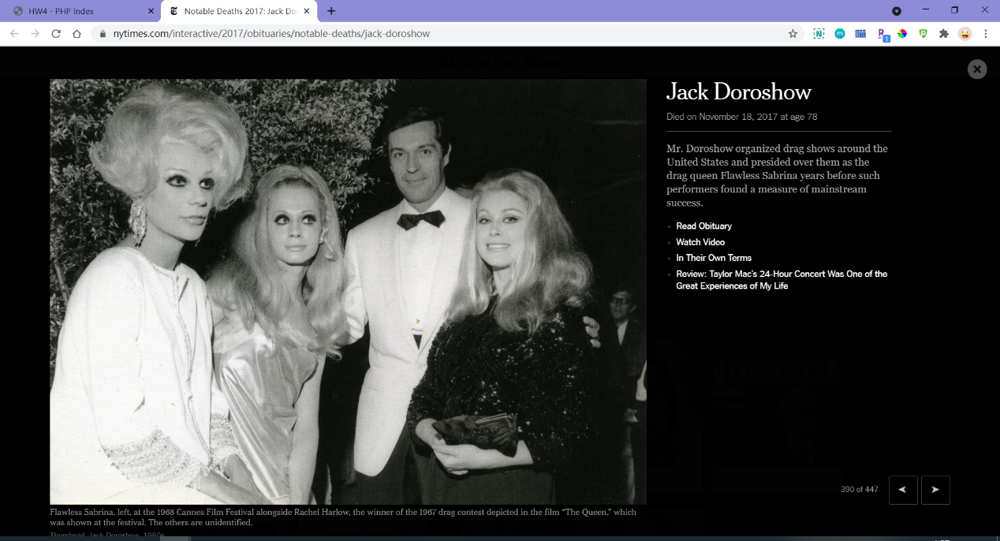 HW4 - PHP Index
Notable Deaths 2017: Jack Do
nytimes.com/interactive/2017/obituaries/notable-deaths/jack-doroshow
1
Jack Doroshow
Died on November 18, 2017 at age 78
Mr. Doroshow organized drag shows around the
United States and presided over them as the
drag queen Flawless Sabrina years before such
performers found a measure of mainstream
success.
Read Obituary
Watch Video
In Their Own Terms
Review: Taylor Mac's 24-Hour Concert Was One of the
Great Experiences of My Life
390 of 447
Flawless Sabrina, left, at the 1968 Cannes Film Festival alongside Rachel Harlow, the winner of the 1967 drag contest depicted in the film “The Queen,” which
was shown at the festival. The others are unidentified.
Thumbnail, Jack Doroshow, 1960s